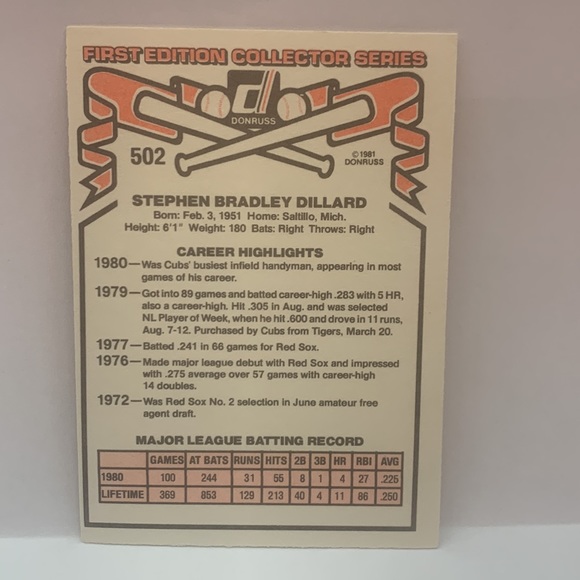 FIRST EDITION COLLECTOR SERIES
DONRUSS
502
© 1981
DONRUSS
STEPHEN BRADLEY DILLARD
Born: Feb. 3, 1951 Home: Saltillo, Mich.
Height: 6'1" Weight: 180 Bats: Right Throws: Right
CAREER HIGHLIGHTS
1980—Was Cubs' busiest infield handyman, appearing in most
games of his career.
1979—Got into 89 games and batted career-high .283 with 5 HR,
also a career-high. Hit .305 in Aug. and was selected
NL Player of Week, when he hit .600 and drove in 11 runs,
Aug. 7-12. Purchased by Cubs from Tigers, March 20.
1977—Batted .241 in 66 games for Red Sox.
1976—Made major league debut with Red Sox and impressed
with .275 average over 57 games with career-high
14 doubles.
1972—Was Red Sox No. 2 selection in June amateur free
agent draft.
MAJOR LEAGUE BATTING RECORD
GAMES AT BATS RUNS HITS 2B 3B HR RBI AVG
1980 100 244 31 55 8 1 4 27 .225
LIFETIME 369 853 129 213 40 4 11 86 .250